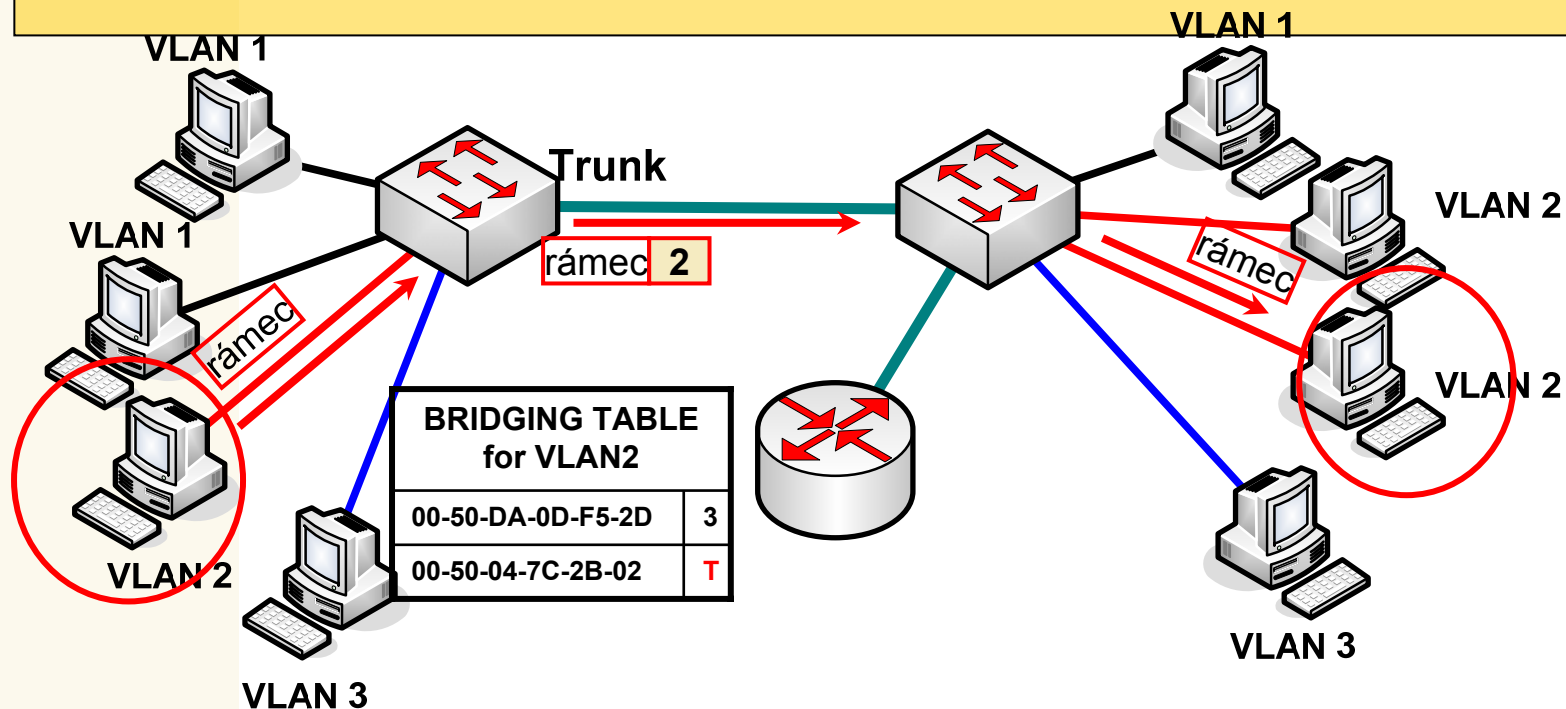 VLAN 1
VLAN 1
Trunk
VLAN 2
VLAN 1
rámec 2
rámec
rámec
VLAN 2
BRIDGING TABLE
for VLAN2
00-50-DA-0D-F5-2D 3
00-50-04-7C-2B-02 T
VLAN 2
VLAN 3
VLAN 3